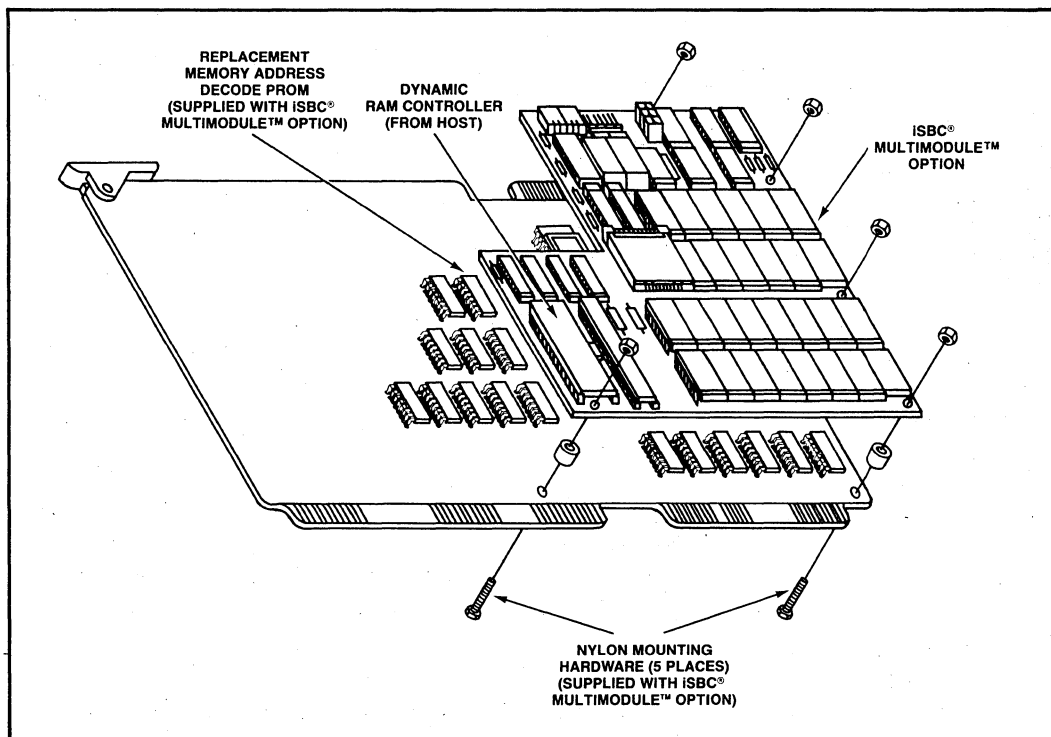 REPLACEMENT
MEMORY ADDRESS
DECODE PROM
(SUPPLIED WITH iSBC®
MULTIMODULE™ OPTION)
DYNAMIC
RAM CONTROLLER
(FROM HOST)
iSBC®
MULTIMODULE™
OPTION
NYLON MOUNTING
HARDWARE (5 PLACES)
(SUPPLIED WITH iSBC®
MULTIMODULE™ OPTION)